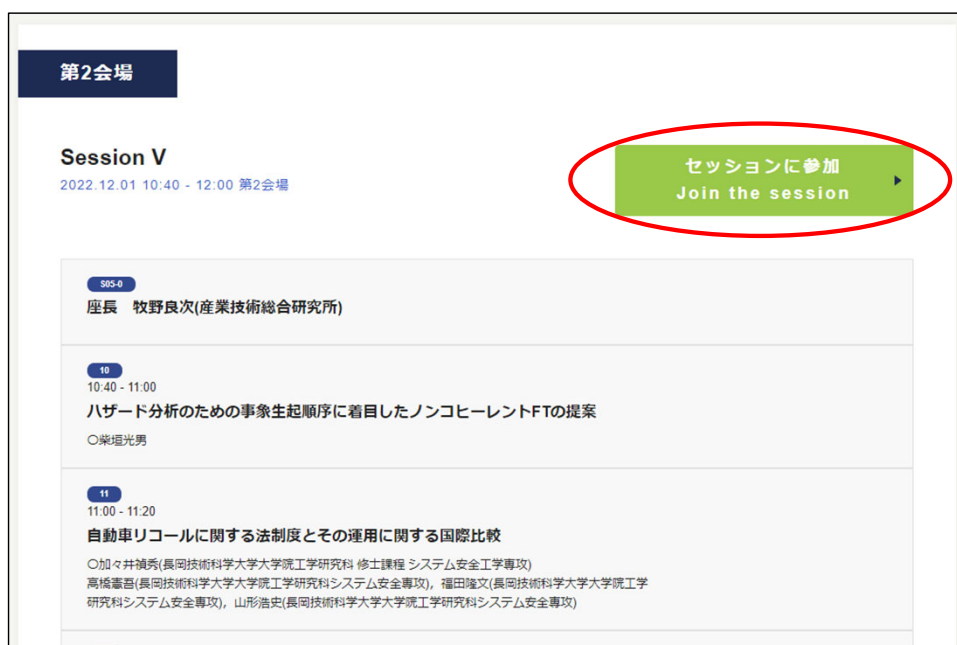 第2会場
Session V
2022.12.01 10:40 - 12:00 第2会場
セッションに参加
Join the session
S05-0
座長 牧野良次(産業技術総合研究所)
10
10:40 - 11:00
ハザード分析のための事象生起順序に着目したノンコヒーレントFTの提案
〇柴垣光男
11
11:00 - 11:20
自動車リコールに関する法制度とその運用に関する国際比較
〇加々井禎秀(長岡技術科学大学大学院工学研究科 修士課程 システム安全工学専攻)
高橋憲吾(長岡技術科学大学大学院工学研究科システム安全専攻), 福田隆文(長岡技術科学大学大学院工学
研究科システム安全専攻), 山形浩史(長岡技術科学大学大学院工学研究科システム安全専攻)